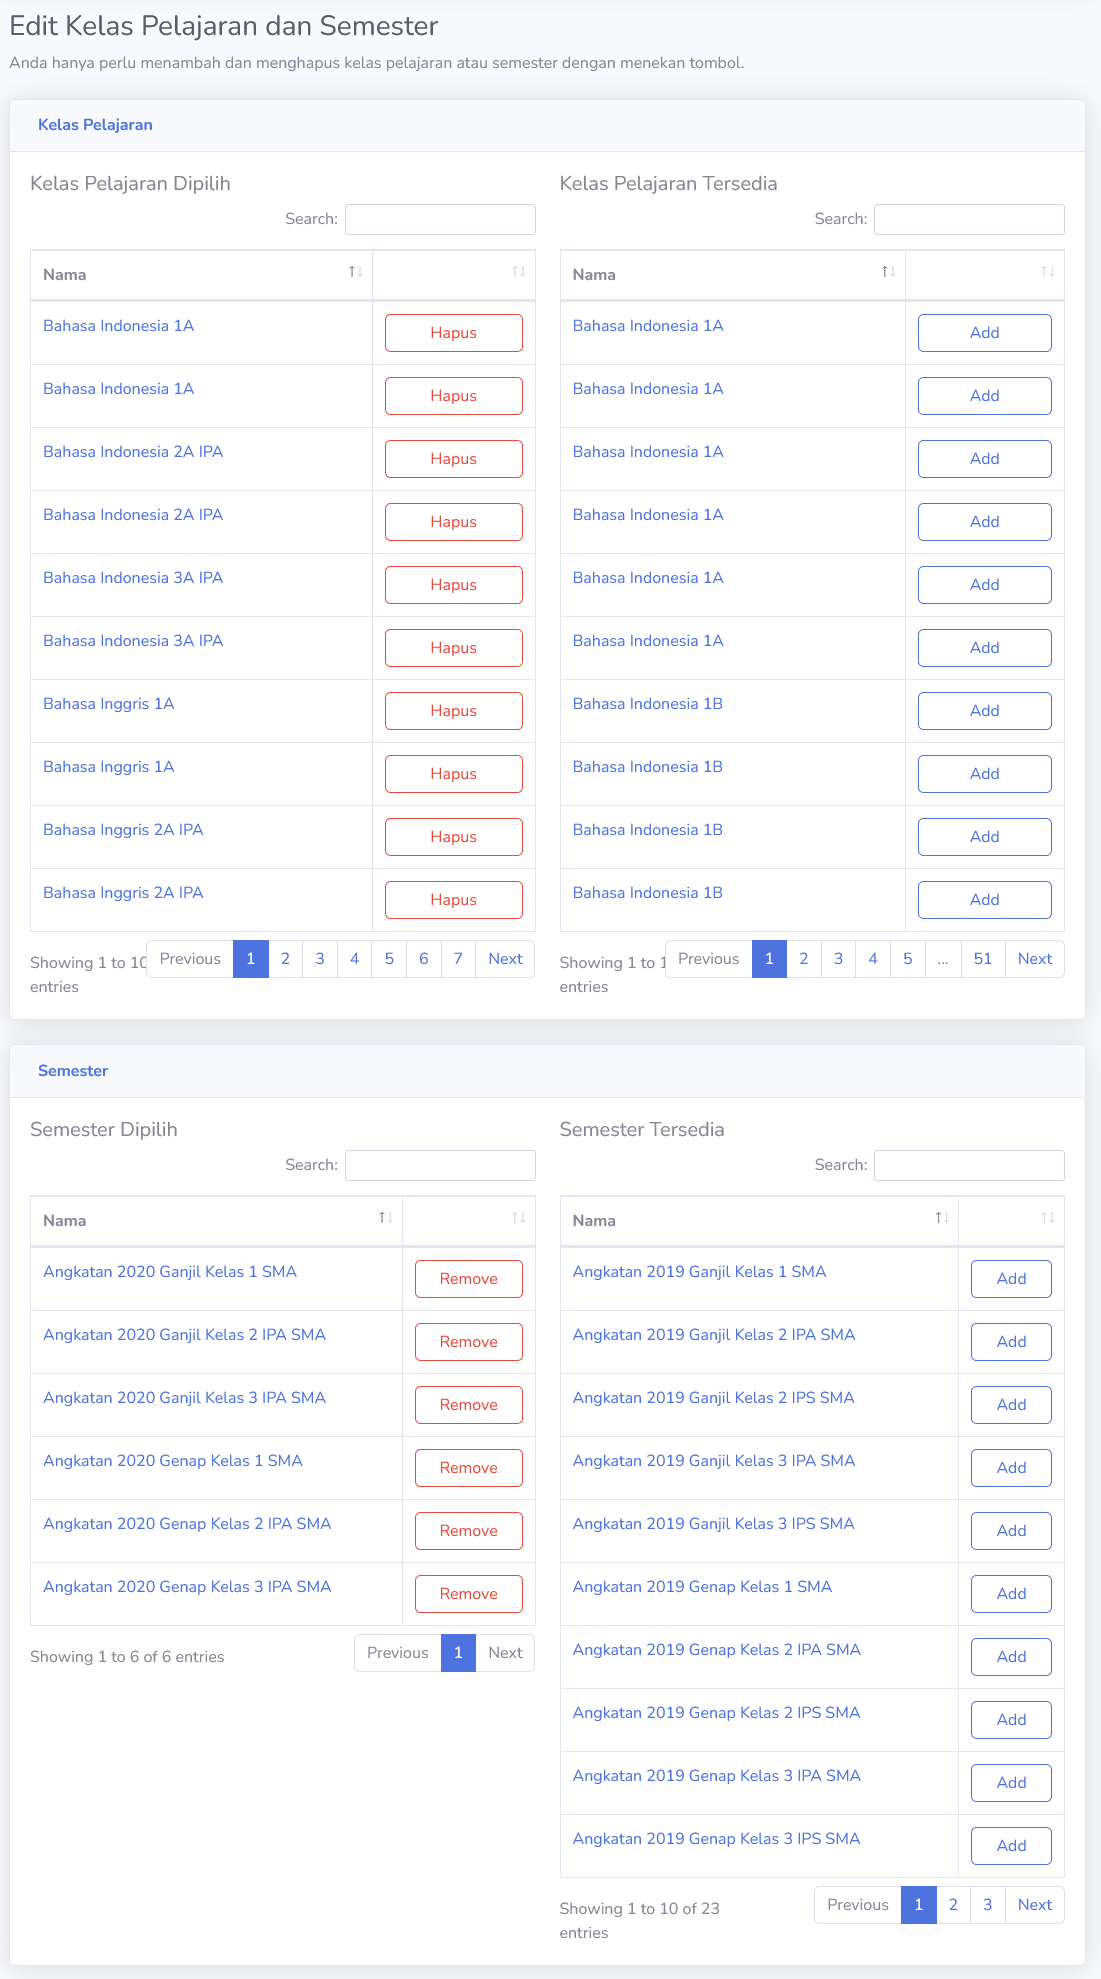 Edit Kelas Pelajaran dan Semester
Anda hanya perlu menambah dan menghapus kelas pelajaran atau semester dengan menekan tombol.
Kelas Pelajaran
Kelas Pelajaran Dipilih
Search:
Nama
Bahasa Indonesia 1A Hapus
Bahasa Indonesia 1A Hapus
Bahasa Indonesia 2A IPA Hapus
Bahasa Indonesia 2A IPA Hapus
Bahasa Indonesia 3A IPA Hapus
Bahasa Indonesia 3A IPA Hapus
Bahasa Inggris 1A Hapus
Bahasa Inggris 1A Hapus
Bahasa Inggris 2A IPA Hapus
Bahasa Inggris 2A IPA Hapus
Showing 1 to 10
entries
Previous 1 2 3 4 5 6 7 Next
Kelas Pelajaran Tersedia
Search:
Nama
Bahasa Indonesia 1A Add
Bahasa Indonesia 1A Add
Bahasa Indonesia 1A Add
Bahasa Indonesia 1A Add
Bahasa Indonesia 1A Add
Bahasa Indonesia 1A Add
Bahasa Indonesia 1B Add
Bahasa Indonesia 1B Add
Bahasa Indonesia 1B Add
Bahasa Indonesia 1B Add
Showing 1 to
entries
Previous 1 2 3 4 5 ... 51 Next
Semester
Semester Dipilih
Search:
Nama
Angkatan 2020 Ganjil Kelas 1 SMA Remove
Angkatan 2020 Ganjil Kelas 2 IPA SMA Remove
Angkatan 2020 Ganjil Kelas 3 IPA SMA Remove
Angkatan 2020 Genap Kelas 1 SMA Remove
Angkatan 2020 Genap Kelas 2 IPA SMA Remove
Angkatan 2020 Genap Kelas 3 IPA SMA Remove
Showing 1 to 6 of 6 entries
Previous 1 Next
Semester Tersedia
Search:
Nama
Angkatan 2019 Ganjil Kelas 1 SMA Add
Angkatan 2019 Ganjil Kelas 2 IPA SMA Add
Angkatan 2019 Ganjil Kelas 2 IPS SMA Add
Angkatan 2019 Ganjil Kelas 3 IPA SMA Add
Angkatan 2019 Ganjil Kelas 3 IPS SMA Add
Angkatan 2019 Genap Kelas 1 SMA Add
Angkatan 2019 Genap Kelas 2 IPA SMA Add
Angkatan 2019 Genap Kelas 2 IPS SMA Add
Angkatan 2019 Genap Kelas 3 IPA SMA Add
Angkatan 2019 Genap Kelas 3 IPS SMA Add
Showing 1 to 10 of 23
entries
Previous 1 2 3 Next